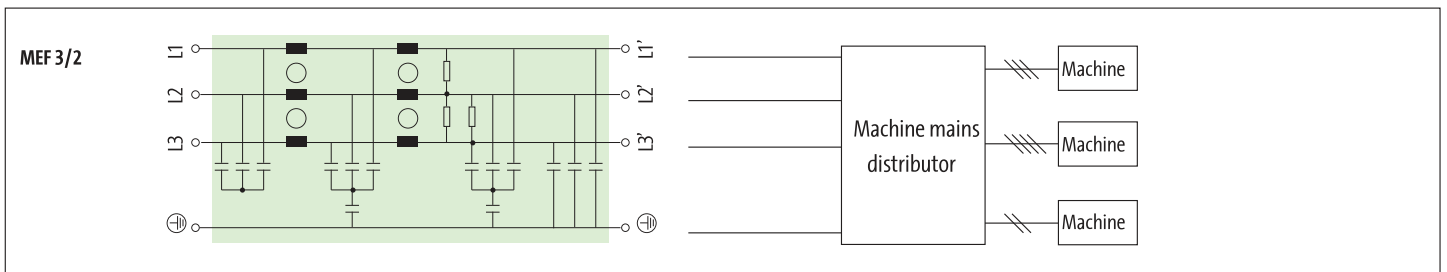 MEF 3/2
L1
L2
L3
L1'
L2'
L3'
Machine mains
distributor
Machine
Machine
Machine